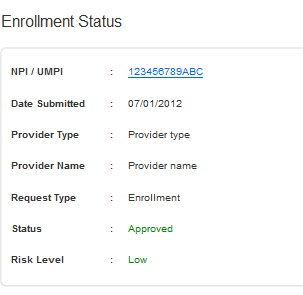 Enrollment Status
NPI / UMPI : 123456789ABC
Date Submitted : 07/01/2012
Provider Type : Provider type
Provider Name : Provider name
Request Type : Enrollment
Status : Approved
Risk Level : Low